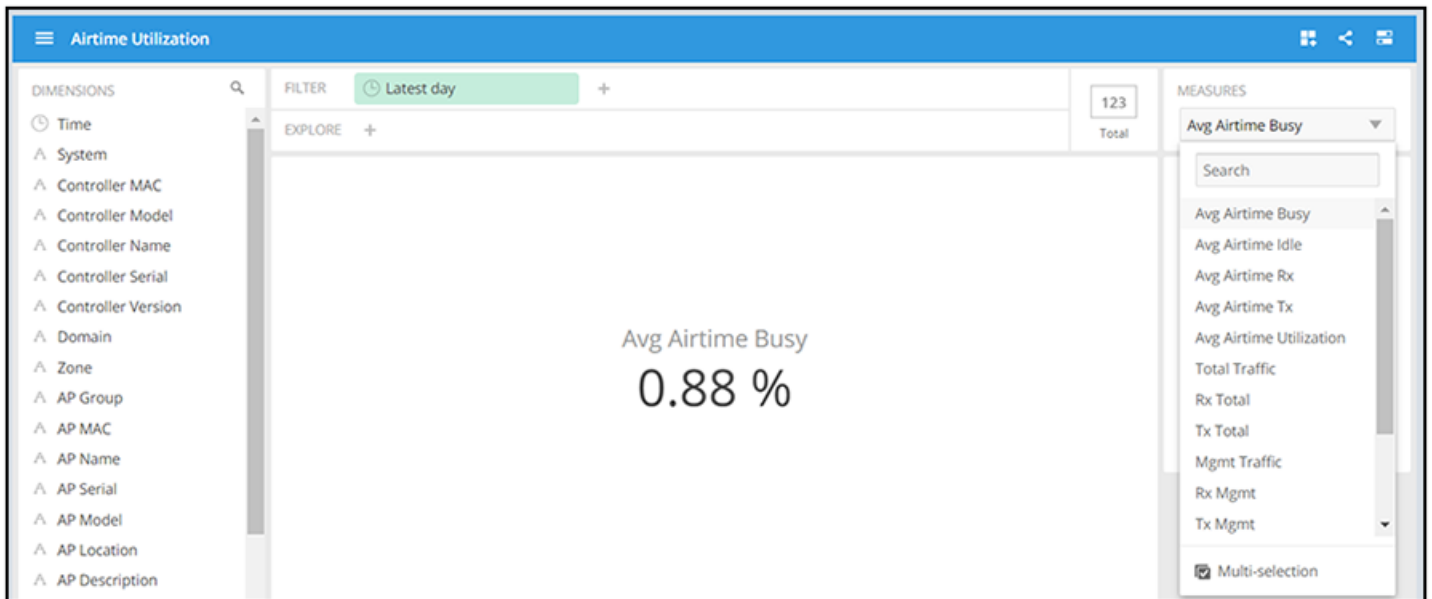 Airtime Utilization
DIMENSIONS
Time
System
Controller MAC
Controller Model
Controller Name
Controller Serial
Controller Version
Domain
Zone
AP Group
AP MAC
AP Name
AP Serial
AP Model
AP Location
AP Description
FILTER
Latest day
+
EXPLORE +
123
Total
Avg Airtime Busy
0.88 %
MEASURES
Avg Airtime Busy
Search
Avg Airtime Busy
Avg Airtime Idle
Avg Airtime Rx
Avg Airtime Tx
Avg Airtime Utilization
Total Traffic
Rx Total
Tx Total
Mgmt Traffic
Rx Mgmt
Tx Mgmt
Multi-selection